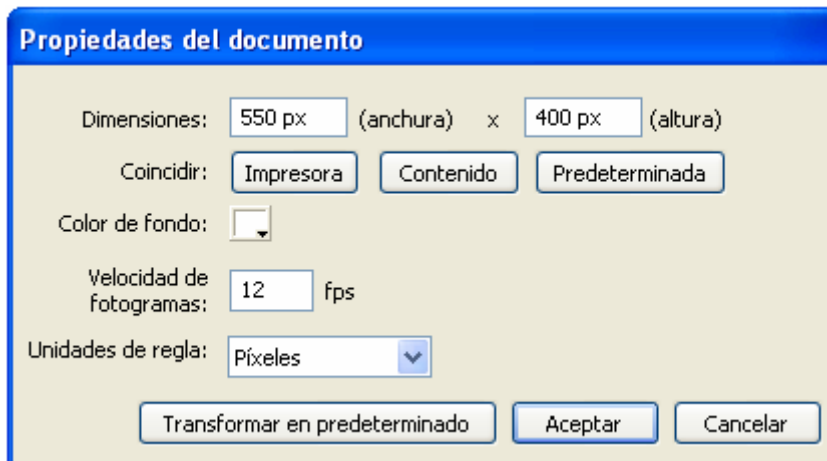 Propiedades del documento
Dimensiones: 550 px (anchura) x 400 px (altura)
Coincidir: Impresora Contenido Predeterminada
Color de fondo:
Velocidad de
fotogramas: 12 fps
Unidades de regla: Píxeles
Transformar en predeterminado Aceptar Cancelar